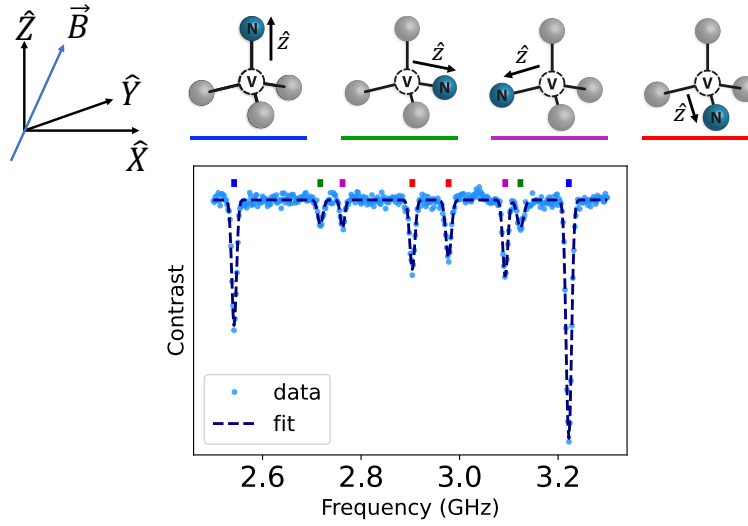 Ẑ
B⃗
Ŷ
X̂
N
ẑ
V
ẑ
V
N
ẑ
V
N
V
ẑ
N
Contrast
data
fit
2.6 2.8 3.0 3.2
Frequency (GHz)